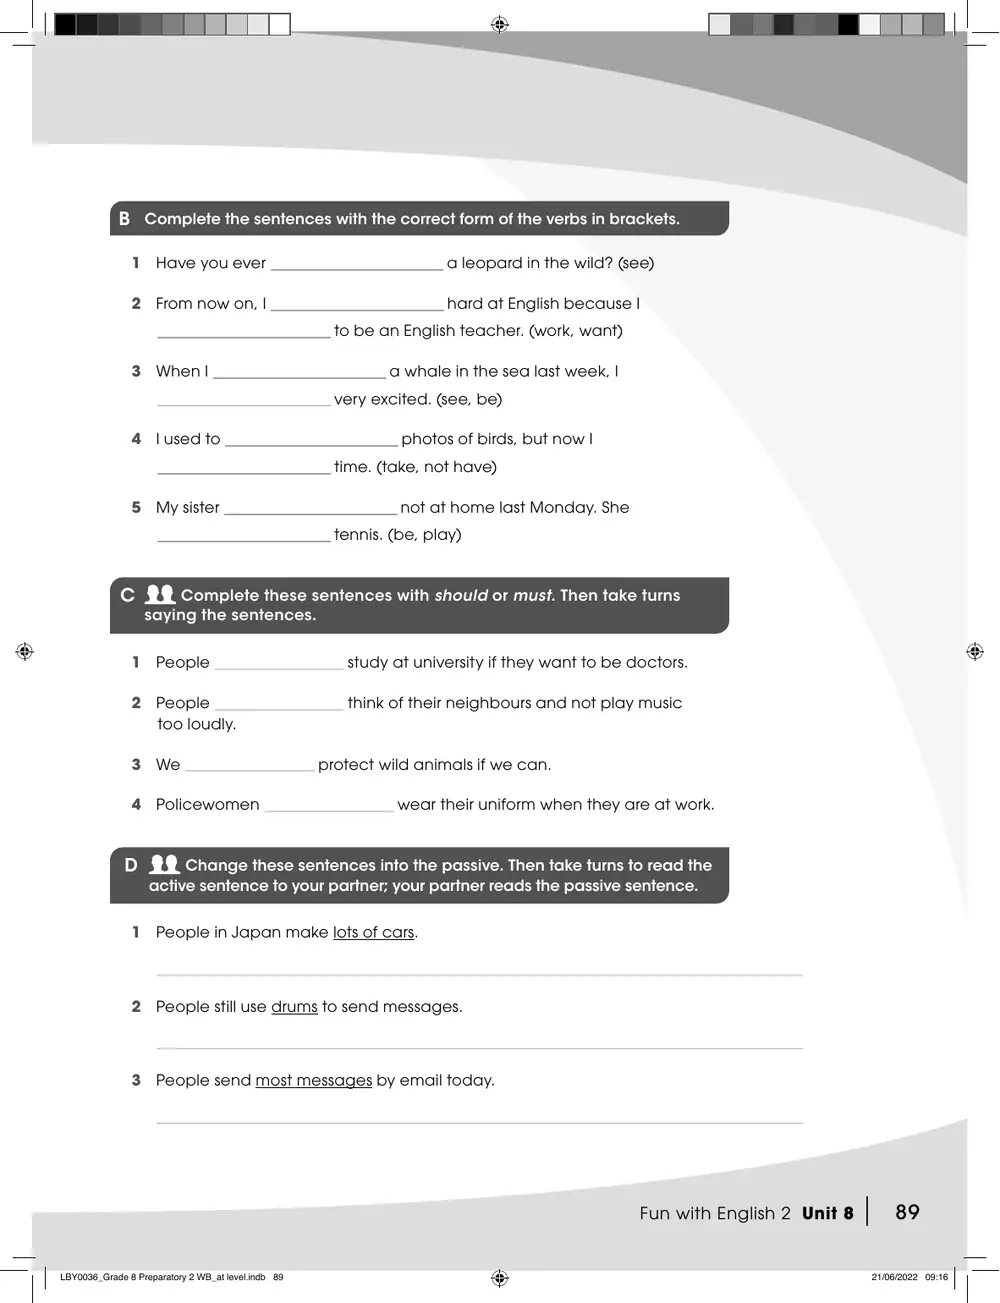 B Complete the sentences with the correct form of the verbs in brackets.
1 Have you ever ____________________ a leopard in the wild? (see)
2 From now on, I ____________________ hard at English because I
____________________ to be an English teacher. (work, want)
3 When I ____________________ a whale in the sea last week, I
____________________ very excited. (see, be)
4 I used to ____________________ photos of birds, but now I
____________________ time. (take, not have)
5 My sister ____________________ not at home last Monday. She
____________________ tennis. (be, play)
C Complete these sentences with should or must. Then take turns
saying the sentences.
1 People _______________ study at university if they want to be doctors.
2 People _______________ think of their neighbours and not play music
too loudly.
3 We _______________ protect wild animals if we can.
4 Policewomen _______________ wear their uniform when they are at work.
D Change these sentences into the passive. Then take turns to read the
active sentence to your partner; your partner reads the passive sentence.
1 People in Japan make lots of cars.
2 People still use drums to send messages.
3 People send most messages by email today.
Fun with English 2 Unit 8 89
LBY0036_Grade 8 Preparatory 2 WB_at level.indb 89
21/06/2022 09:16